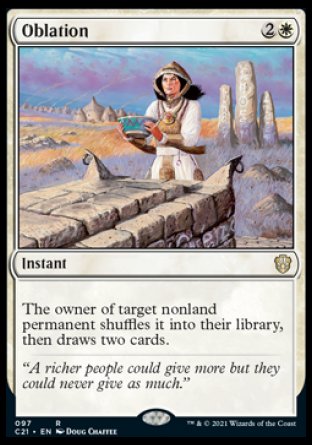 Oblation 2
Instant
The owner of target nonland
permanent shuffles it into their library,
then draws two cards.
“A richer people could give more but they
could never give as much.”
097 R
C21 • EN Doug Chaffee
™ & © 2021 Wizards of the Coast